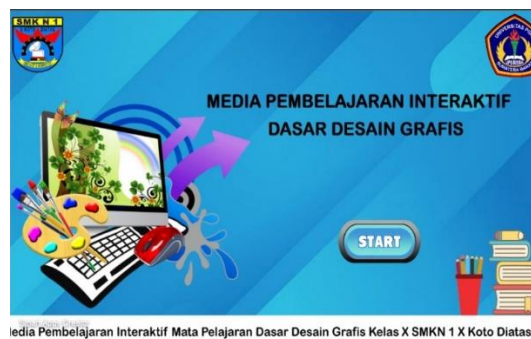 SMK N 1
MEDIA PEMBELAJARAN INTERAKTIF
DASAR DESAIN GRAFIS
START
Pembelajaran Interaktif Mata Pelajaran Dasar Desain Grafis Kelas X SMKN 1 X Koto Diatas